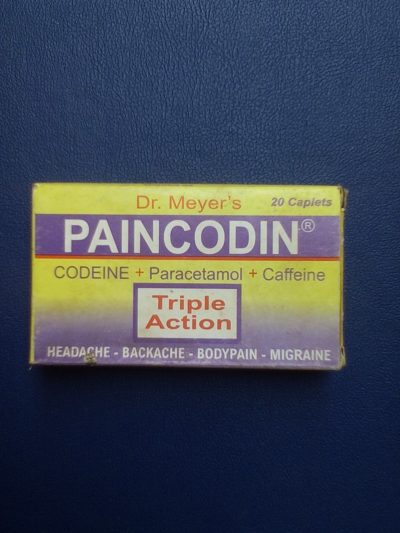 Dr. Meyer's
20 Caplets
PAINCODIN®
CODEINE + Paracetamol + Caffeine
Triple
Action
HEADACHE - BACKACHE - BODYPAIN - MIGRAINE